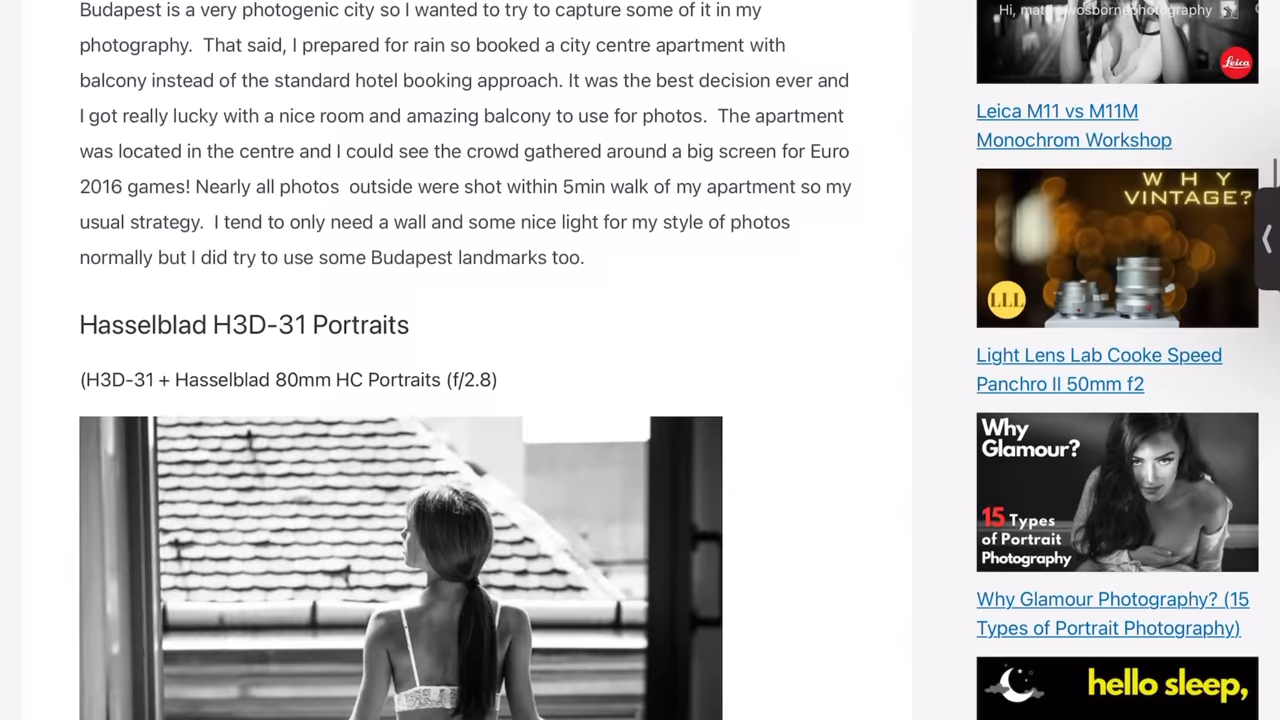 Budapest is a very photogenic city so I wanted to try to capture some of it in my
photography.  That said, I prepared for rain so booked a city centre apartment with
balcony instead of the standard hotel booking approach. It was the best decision ever and
I got really lucky with a nice room and amazing balcony to use for photos.  The apartment
was located in the centre and I could see the crowd gathered around a big screen for Euro
2016 games! Nearly all photos  outside were shot within 5min walk of my apartment so my
usual strategy.  I tend to only need a wall and some nice light for my style of photos
normally but I did try to use some Budapest landmarks too.
Hasselblad H3D-31 Portraits
(H3D-31 + Hasselblad 80mm HC Portraits (f/2.8)
Hi, matthewosbornephotography
Leica
Leica M11 vs M11M
Monochrom Workshop
WHY
VINTAGE?
LLL
Light Lens Lab Cooke Speed
Panchro II 50mm f2
Why
Glamour?
15 Types
of Portrait
Photography
Why Glamour Photography? (15
Types of Portrait Photography)
hello sleep,